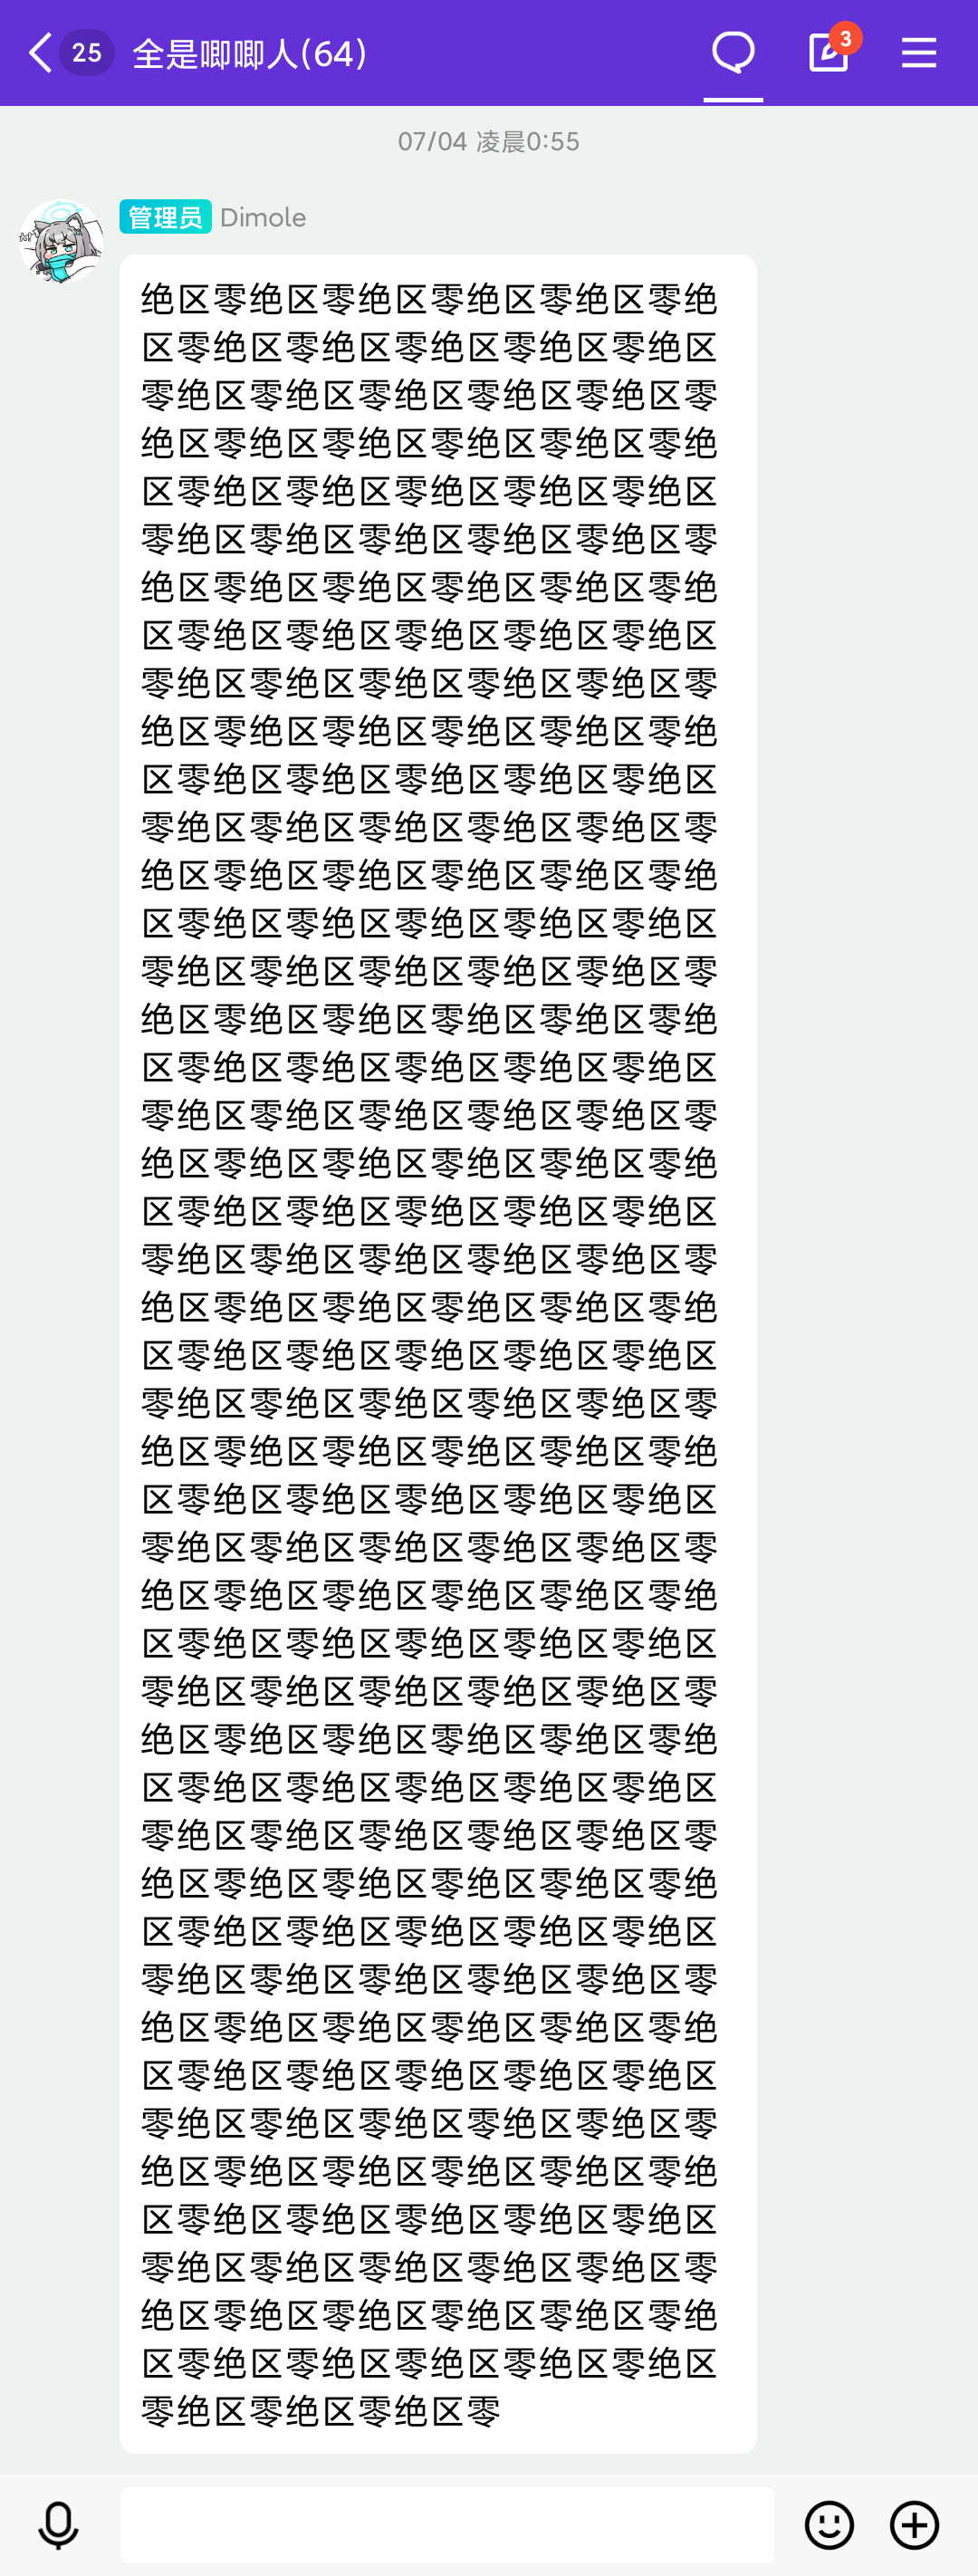 25 全是唧唧人(64) 3
07/04 凌晨0:55
管理员 Dimole
绝区零绝区零绝区零绝区零绝区零绝
区零绝区零绝区零绝区零绝区零绝区
零绝区零绝区零绝区零绝区零绝区零
绝区零绝区零绝区零绝区零绝区零绝
区零绝区零绝区零绝区零绝区零绝区
零绝区零绝区零绝区零绝区零绝区零
绝区零绝区零绝区零绝区零绝区零绝
区零绝区零绝区零绝区零绝区零绝区
零绝区零绝区零绝区零绝区零绝区零
绝区零绝区零绝区零绝区零绝区零绝
区零绝区零绝区零绝区零绝区零绝区
零绝区零绝区零绝区零绝区零绝区零
绝区零绝区零绝区零绝区零绝区零绝
区零绝区零绝区零绝区零绝区零绝区
零绝区零绝区零绝区零绝区零绝区零
绝区零绝区零绝区零绝区零绝区零绝
区零绝区零绝区零绝区零绝区零绝区
零绝区零绝区零绝区零绝区零绝区零
绝区零绝区零绝区零绝区零绝区零绝
区零绝区零绝区零绝区零绝区零绝区
零绝区零绝区零绝区零绝区零绝区零
绝区零绝区零绝区零绝区零绝区零绝
区零绝区零绝区零绝区零绝区零绝区
零绝区零绝区零绝区零绝区零绝区零
绝区零绝区零绝区零绝区零绝区零绝
区零绝区零绝区零绝区零绝区零绝区
零绝区零绝区零绝区零绝区零绝区零
绝区零绝区零绝区零绝区零绝区零绝
区零绝区零绝区零绝区零绝区零绝区
零绝区零绝区零绝区零绝区零绝区零
绝区零绝区零绝区零绝区零绝区零绝
区零绝区零绝区零绝区零绝区零绝区
零绝区零绝区零绝区零绝区零绝区零
绝区零绝区零绝区零绝区零绝区零绝
区零绝区零绝区零绝区零绝区零绝区
零绝区零绝区零绝区零绝区零绝区零
绝区零绝区零绝区零绝区零绝区零绝
区零绝区零绝区零绝区零绝区零绝区
零绝区零绝区零绝区零绝区零绝区零
绝区零绝区零绝区零绝区零绝区零绝
区零绝区零绝区零绝区零绝区零绝区
零绝区零绝区零绝区零绝区零绝区零
绝区零绝区零绝区零绝区零绝区零绝
区零绝区零绝区零绝区零绝区零绝区
零绝区零绝区零绝区零